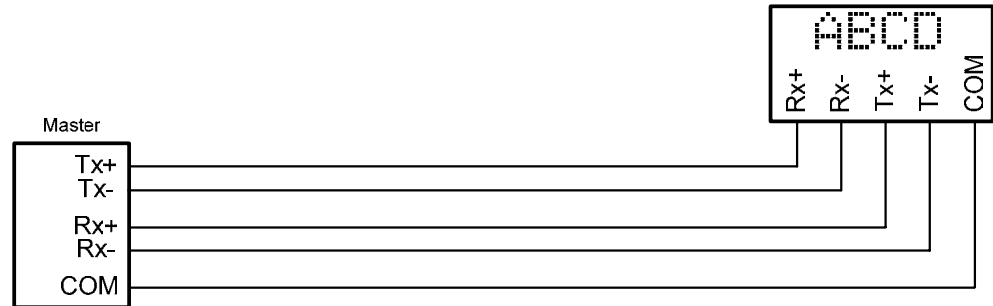 ABCD
Rx+
Rx-
Tx+
Tx-
COM
Master
Tx+
Tx-
Rx+
Rx-
COM